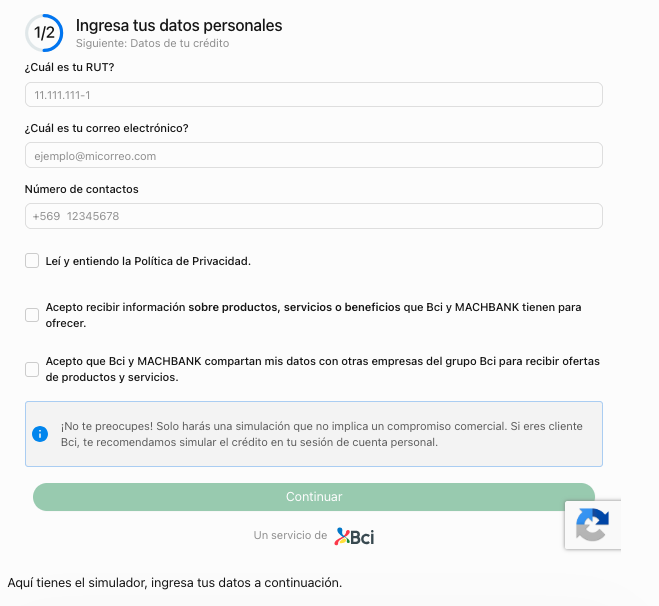 1/2
Ingresa tus datos personales
Siguiente: Datos de tu crédito
¿Cuál es tu RUT?
11.111.111-1
¿Cuál es tu correo electrónico?
ejemplo@micorreo.com
Número de contactos
+569 12345678
Leí y entiendo la Política de Privacidad.
Acepto recibir información sobre productos, servicios o beneficios que Bci y MACHBANK tienen para
ofrecer.
Acepto que Bci y MACHBANK compartan mis datos con otras empresas del grupo Bci para recibir ofertas
de productos y servicios.
¡No te preocupes! Solo harás una simulación que no implica un compromiso comercial. Si eres cliente
Bci, te recomendamos simular el crédito en tu sesión de cuenta personal.
Continuar
Un servicio de Bci
Aquí tienes el simulador, ingresa tus datos a continuación.